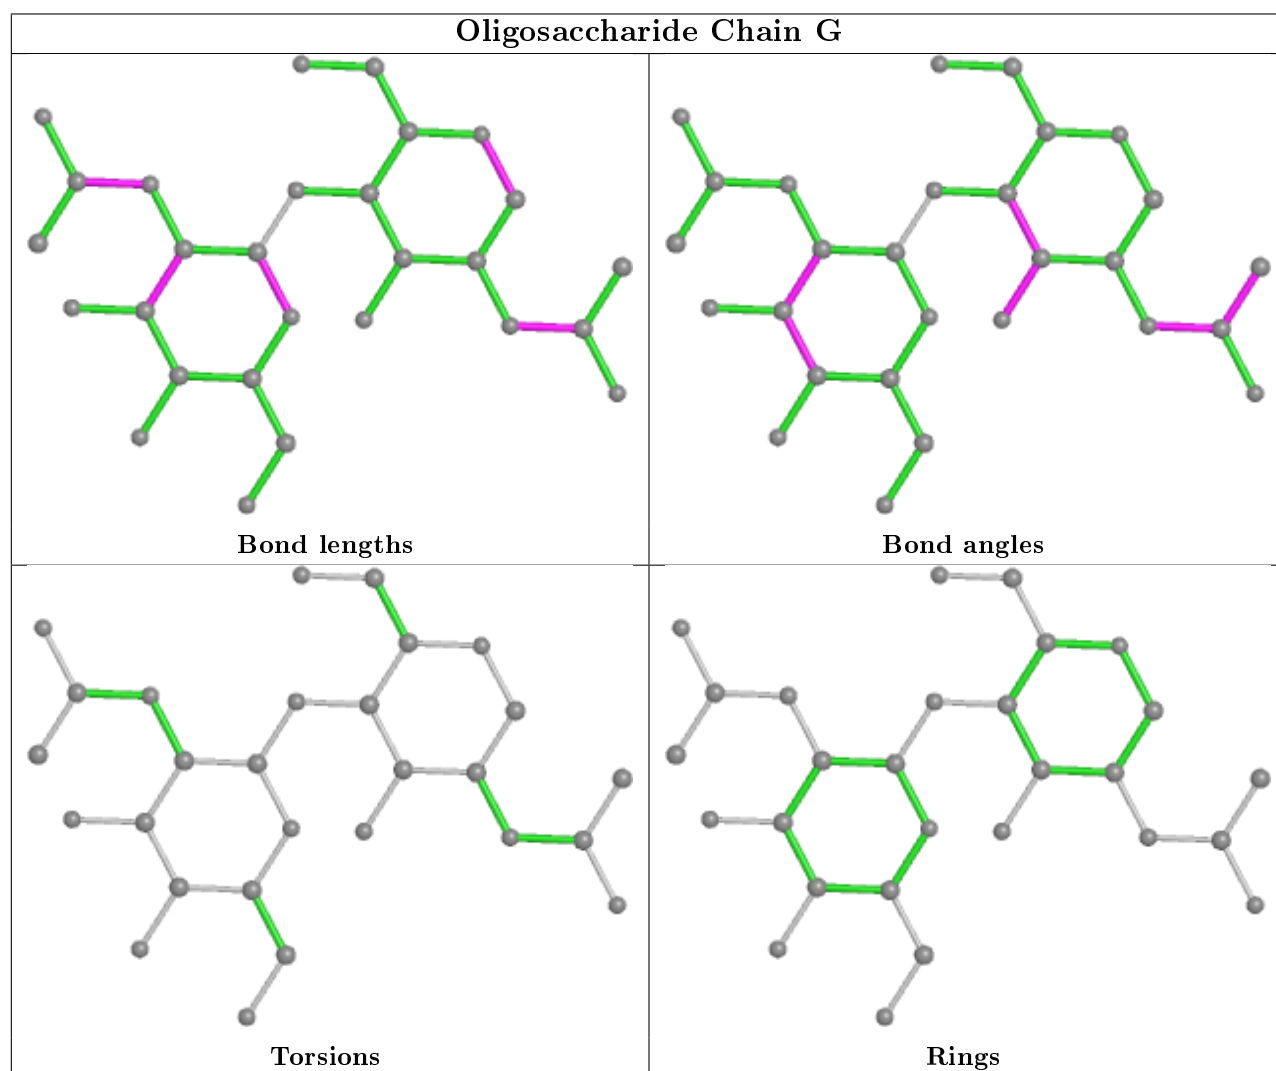 Oligosaccharide Chain G
Bond lengths
Bond angles
Torsions
Rings